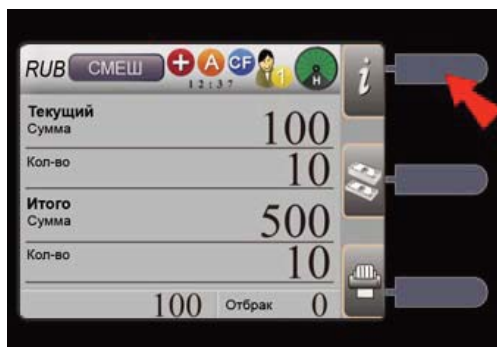 RUB СМЕШ A CF 1
12:37
H
i
Текущий
Сумма 100
Кол-во 10
Итого
Сумма 500
Кол-во 10
100 Отбрак 0